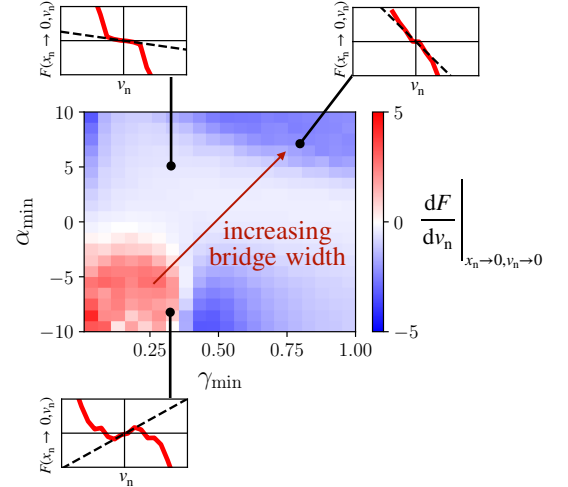 F(xₙ → 0,vₙ)
vₙ
F(xₙ → 0,vₙ)
vₙ
10
5
0
−5
−10
αmin
increasing
bridge width
0.25
0.50
0.75
1.00
γmin
5
0
−5
dF
dvₙ
xₙ→0,vₙ→0
F(xₙ → 0,vₙ)
vₙ